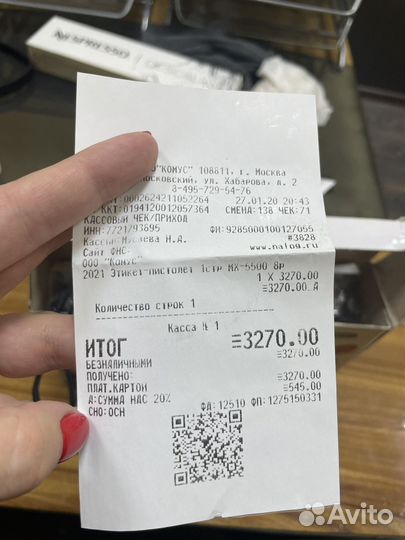 "КОМУС" 108811, г. Москва
Московский, ул. Хабарова, д. 2
8-495-729-54-76
0002624211052264 27.01.20 20:43
ККТ:0194120012057364 СМЕНА:138 ЧЕК:71
КАССОВЫЙ ЧЕК/ПРИХОД
ИНН:7721793895 ФН:9285000100127055
Кассир:Мусаева Н.А. #3828
Сайт ФНС: www.nalog.ru
ООО "Комус"
2021 Этикет-пистолет 1стр MX-5500 8р
1 X 3270.00
=3270.00 А
Количество строк 1
Касса № 1
ИТОГ =3270.00
БЕЗНАЛИЧНЫМИ =3270.00
ПОЛУЧЕНО:
ПЛАТ.КАРТОЙ =3270.00
А:СУММА НДС 20% =545.00
СНО:ОСН ФД:12510 ФП:1275150331
Avito